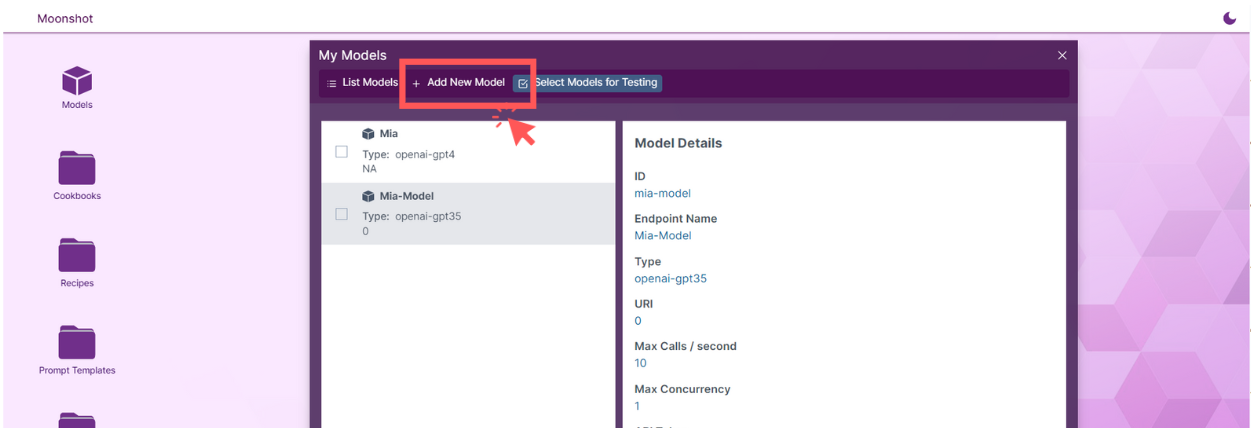 Moonshot
Models
Cookbooks
Recipes
Prompt Templates
My Models
List Models
+ Add New Model
Select Models for Testing
Mia
Type: openai-gpt4
NA
Mia-Model
Type: openai-gpt35
0
Model Details
ID
mia-model
Endpoint Name
Mia-Model
Type
openai-gpt35
URI
0
Max Calls / second
10
Max Concurrency
1